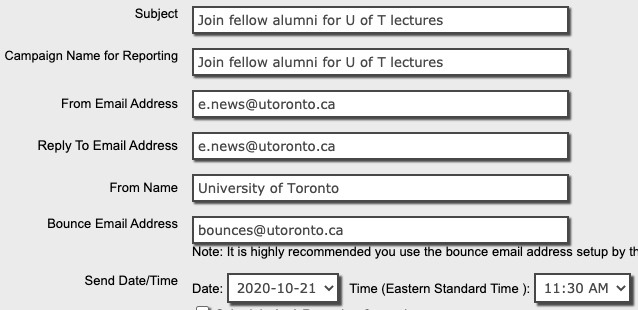 Subject Join fellow alumni for U of T lectures
Campaign Name for Reporting Join fellow alumni for U of T lectures
From Email Address e.news@utoronto.ca
Reply To Email Address e.news@utoronto.ca
From Name University of Toronto
Bounce Email Address bounces@utoronto.ca
Note: It is highly recommended you use the bounce email address setup by th
Send Date/Time Date: 2020-10-21 Time (Eastern Standard Time ): 11:30 AM